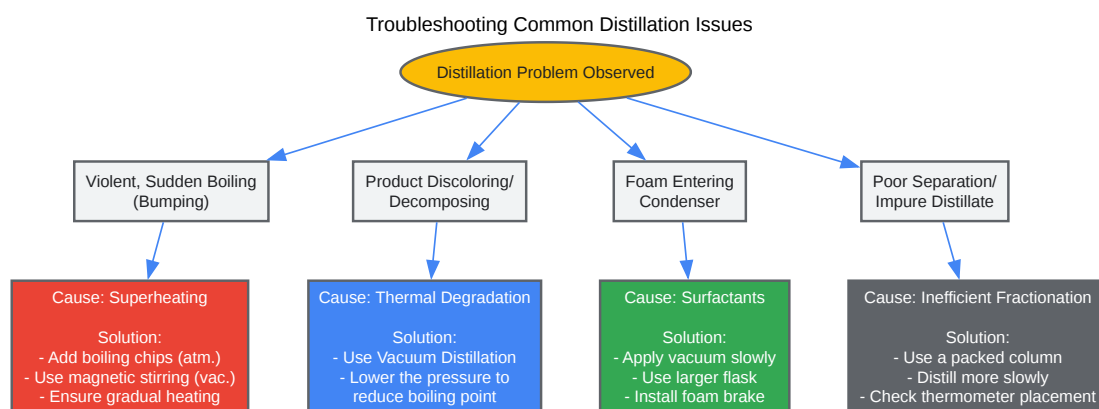 Troubleshooting Common Distillation Issues
Distillation Problem Observed
Violent, Sudden Boiling
(Bumping)
Product Discoloring/
Decomposing
Foam Entering
Condenser
Poor Separation/
Impure Distillate
Cause: Superheating
Solution:
- Add boiling chips (atm.)
- Use magnetic stirring (vac.)
- Ensure gradual heating
Cause: Thermal Degradation
Solution:
- Use Vacuum Distillation
- Lower the pressure to
reduce boiling point
Cause: Surfactants
Solution:
- Apply vacuum slowly
- Use larger flask
- Install foam brake
Cause: Inefficient Fractionation
Solution:
- Use a packed column
- Distill more slowly
- Check thermometer placement